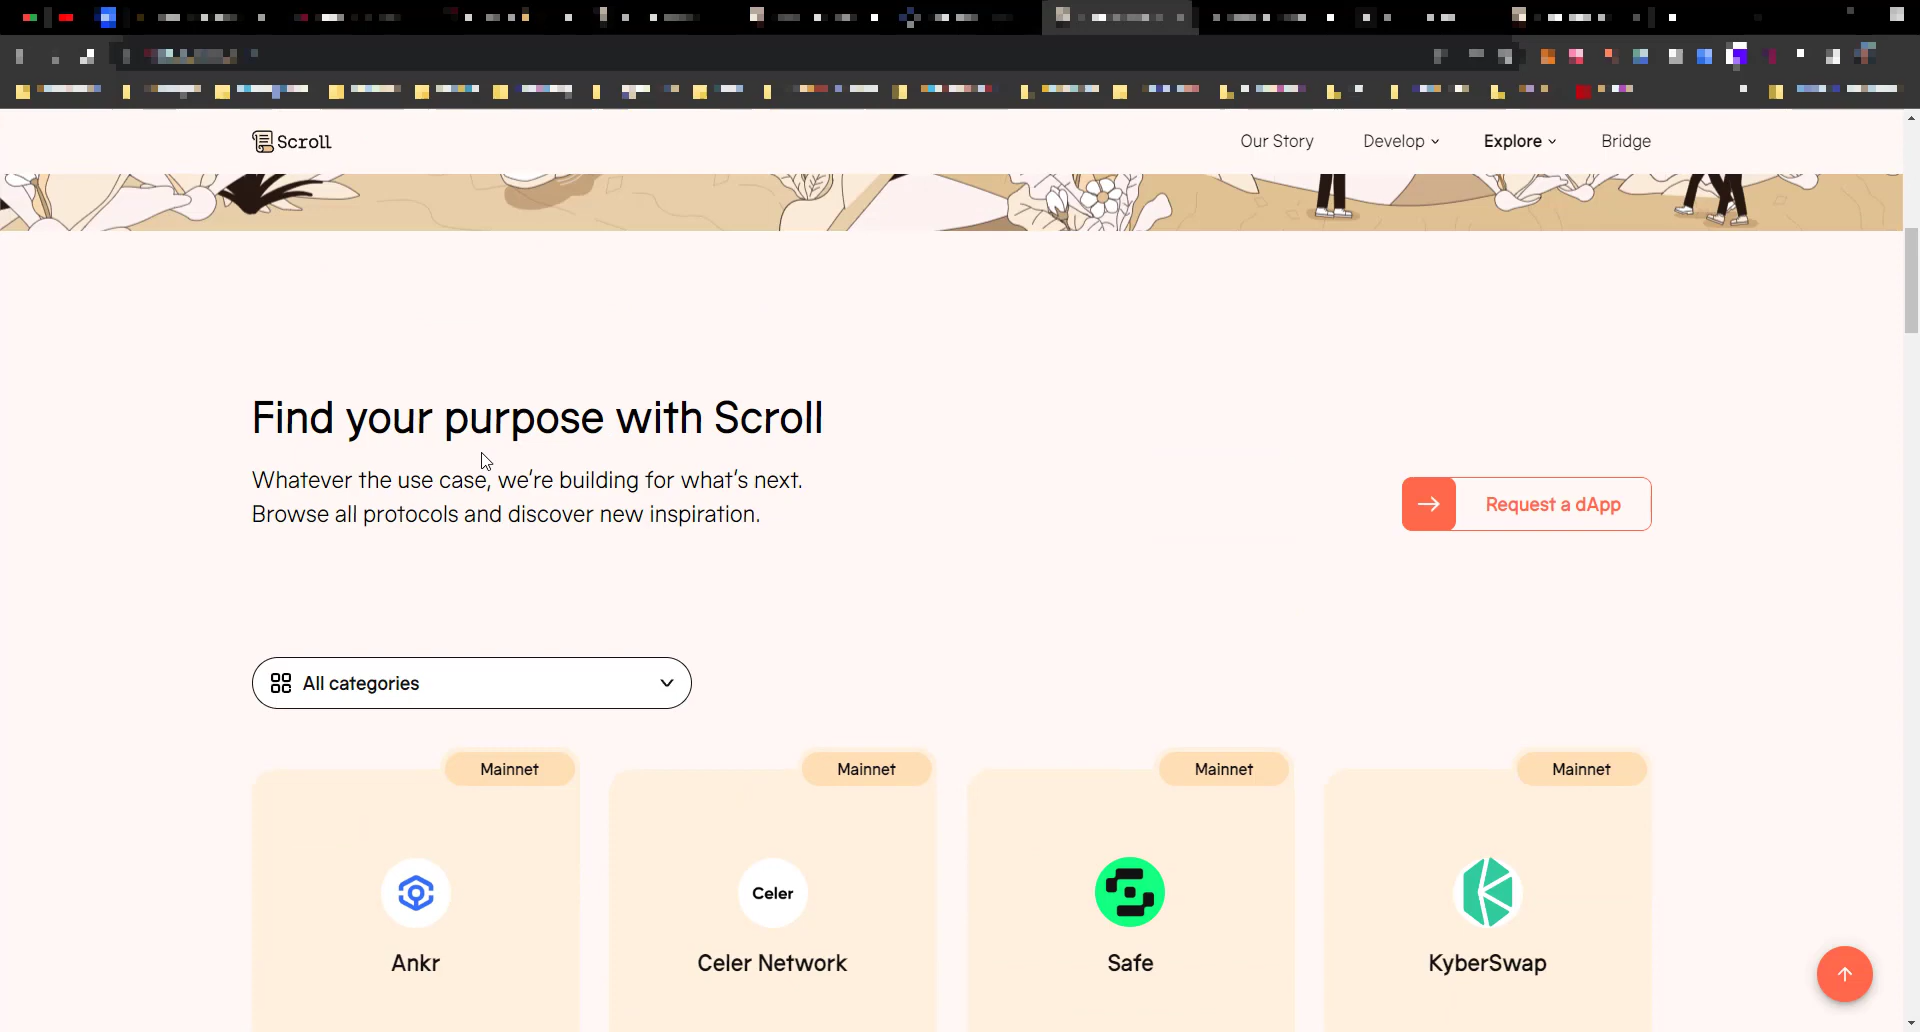 Scroll
Our Story
Develop
Explore
Bridge
Find your purpose with Scroll
Whatever the use case, we're building for what's next.
Browse all protocols and discover new inspiration.
Request a dApp
All categories
Mainnet
Mainnet
Mainnet
Mainnet
Celer
Ankr
Celer Network
Safe
KyberSwap